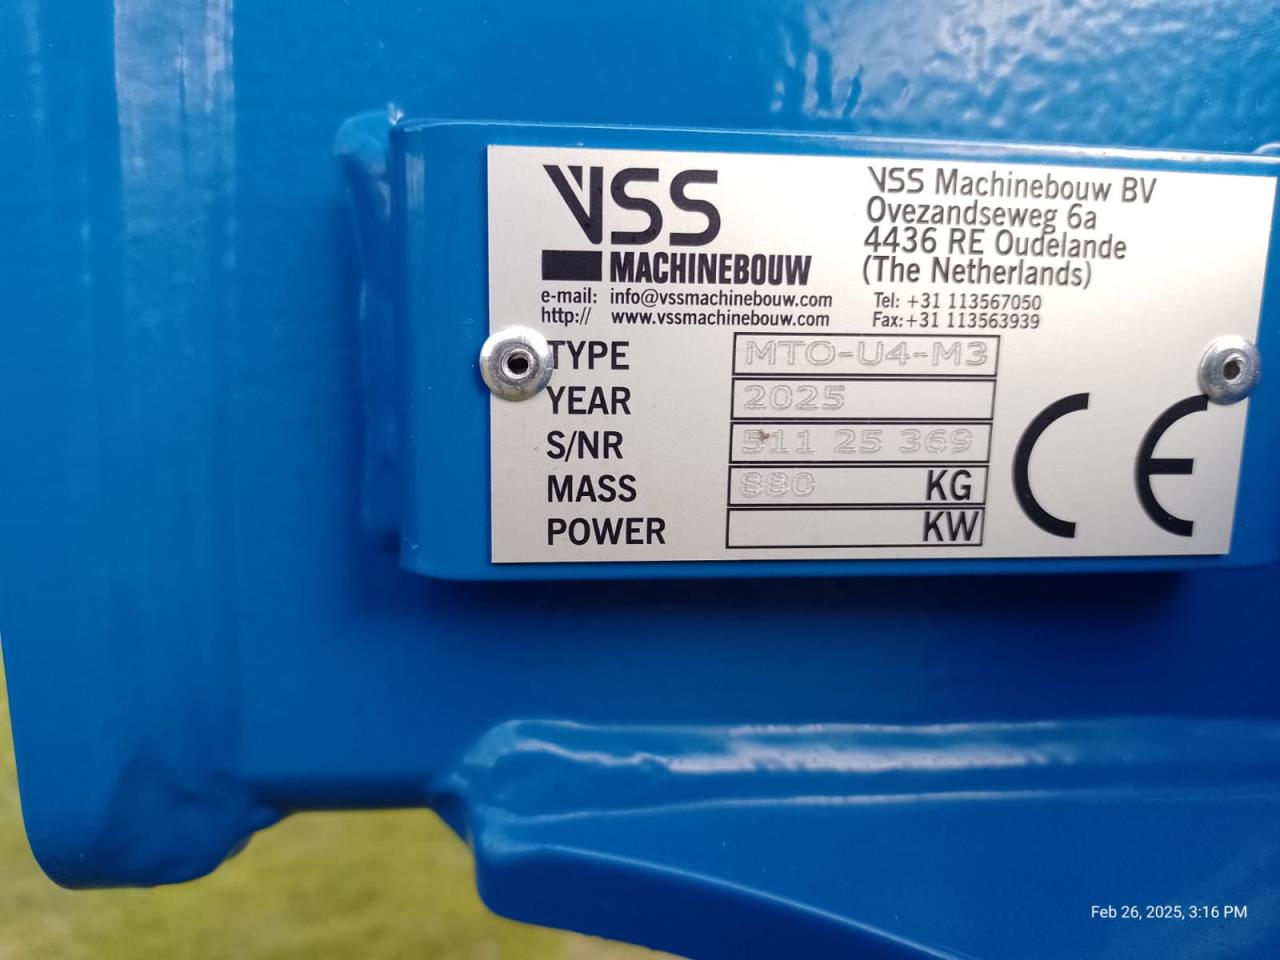 VSS
MACHINEBOUW
e-mail: info@vssmachinebouw.com
http:// www.vssmachinebouw.com
VSS Machinebouw BV
Ovezandseweg 6a
4436 RE Oudelande
(The Netherlands)
Tel: +31 113567050
Fax:+31 113563939
TYPE MTO-U4-M3
YEAR 2025
S/NR 511 25 369
MASS 880 KG
POWER KW
CE
Feb 26, 2025, 3:16 PM